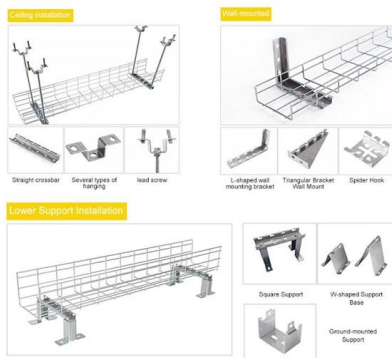 Ceiling installation
Wall-mounted
Straight crossbar
Several types of
hanging
lead screw
L-shaped wall
mounting bracket
Triangular Bracket
Wall Mount
Spider Hook
Lower Support Installation
Square Support
W-shaped Support
Base
Ground-mounted
Support